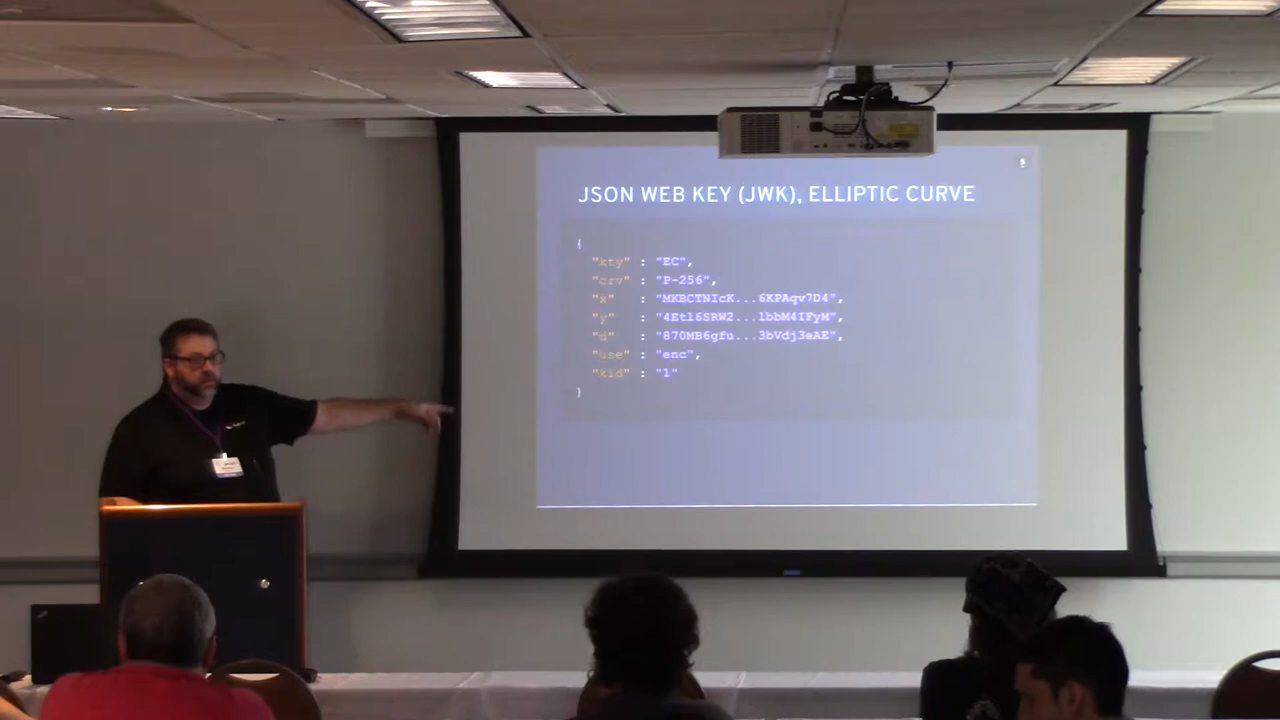 JSON WEB KEY (JWK), ELLIPTIC CURVE
{
"kty" : "EC",
"crv" : "P-256",
"x" : "MKBCTNIcK...6KPAqv7D4",
"y" : "4Etl6SRW2...lbbM4IFyM",
"d" : "870MB6gfu...3bVdj3eAE",
"use" : "enc",
"kid" : "1"
}